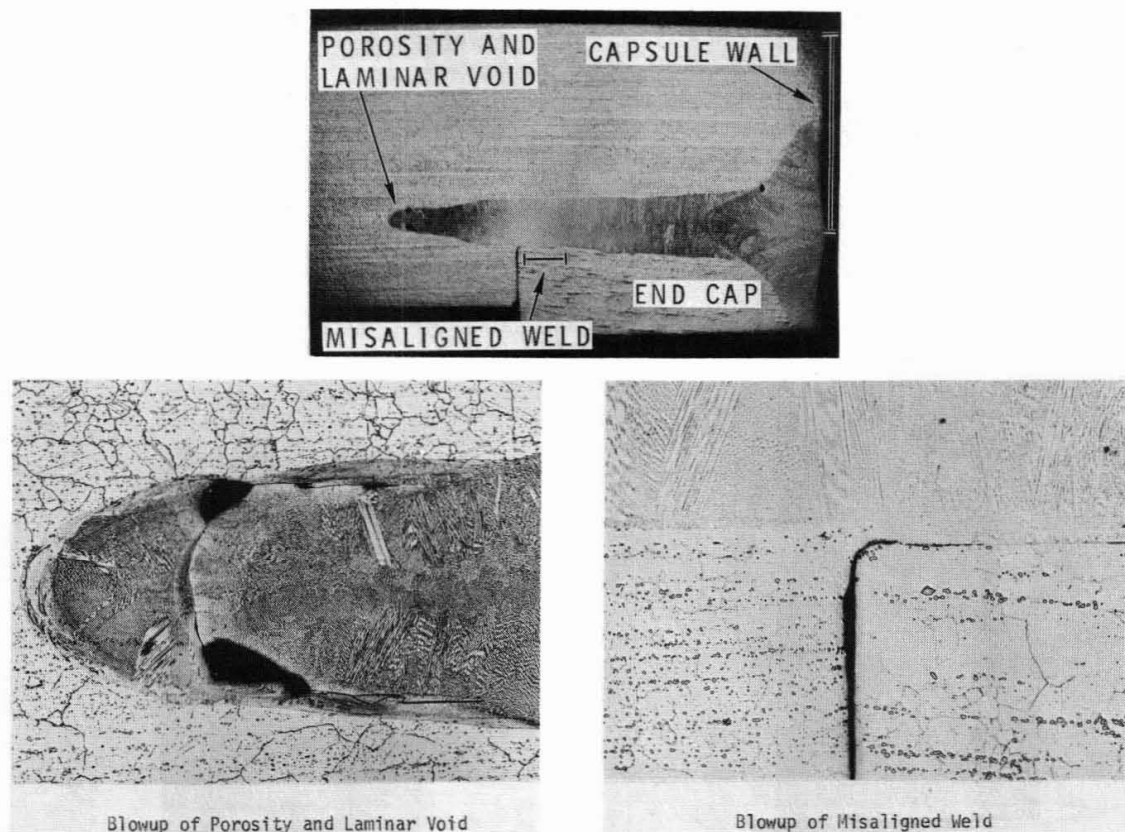 POROSITY AND
LAMINAR VOID
CAPSULE WALL
END CAP
MISALIGNED WELD
Blowup of Porosity and Laminar Void
Blowup of Misaligned Weld